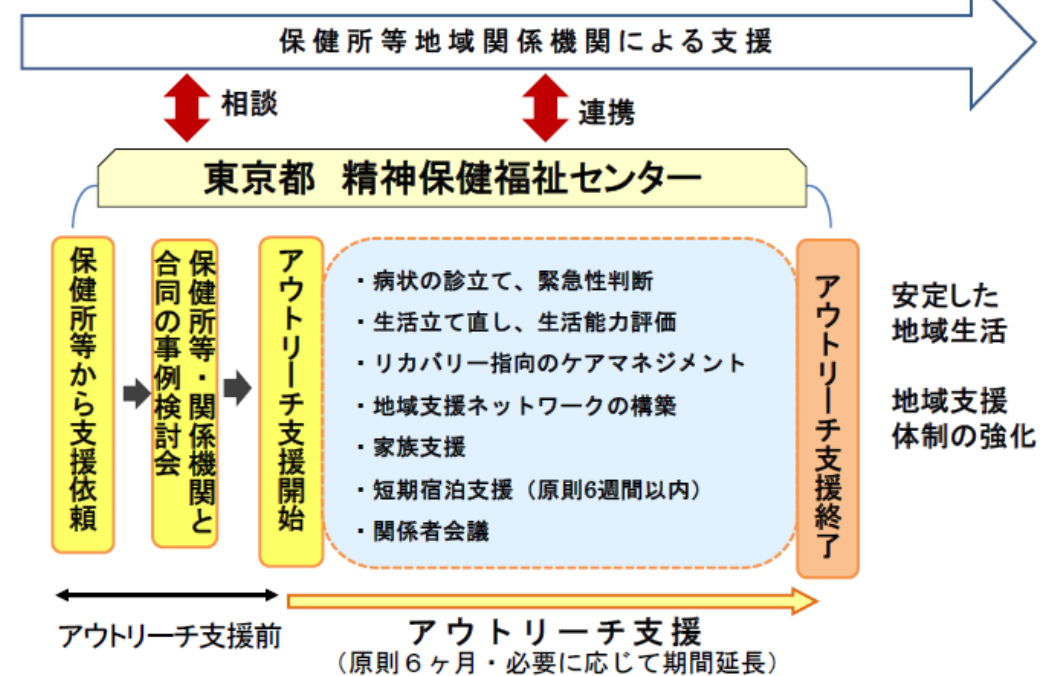 保健所等地域関係機関による支援
相談
連携
東京都 精神保健福祉センター
保健所等から支援依頼
保健所等・関係機関と
合同の事例検討会
アウトリーチ支援開始
・病状の診立て、緊急性判断
・生活立て直し、生活能力評価
・リカバリー指向のケアマネジメント
・地域支援ネットワークの構築
・家族支援
・短期宿泊支援（原則6週間以内）
・関係者会議
アウトリーチ支援終了
安定した
地域生活
地域支援
体制の強化
アウトリーチ支援前
アウトリーチ支援
（原則６ヶ月・必要に応じて期間延長）